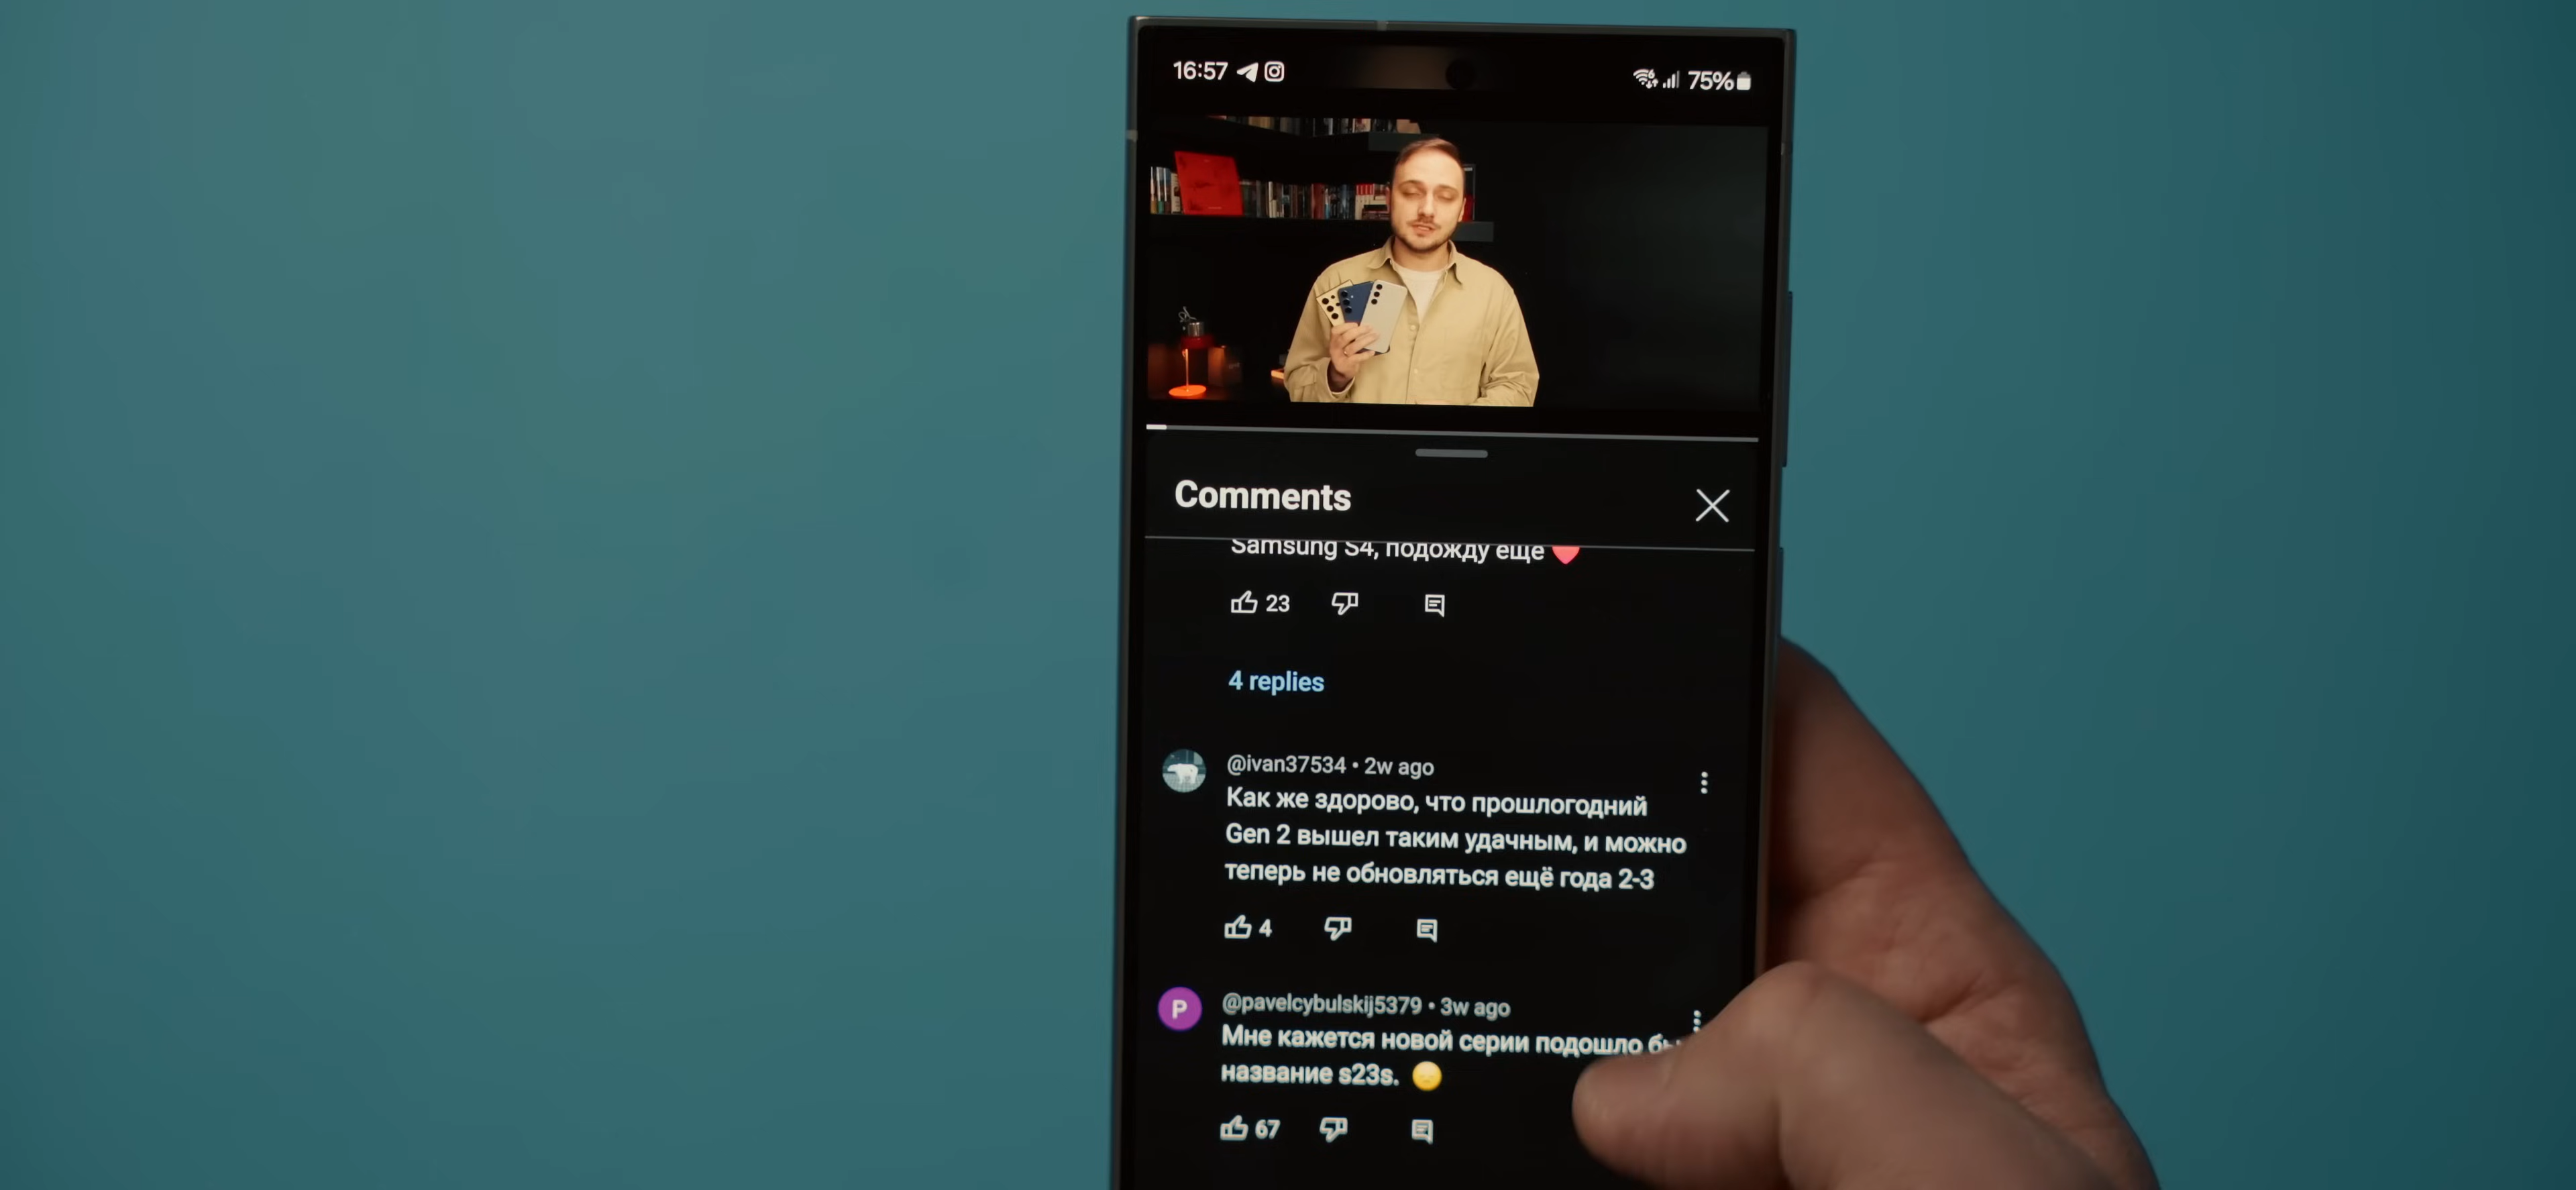 16:57
75%
Comments
Samsung S4, подожду еще
23
4 replies
@ivan37534 • 2w ago
Как же здорово, что прошлогодний
Gen 2 вышел таким удачным, и можно
теперь не обновляться ещё года 2-3
4
P
@pavelcybulskij5379 • 3w ago
Мне кажется новой серии подошло бы
название s23s.
67